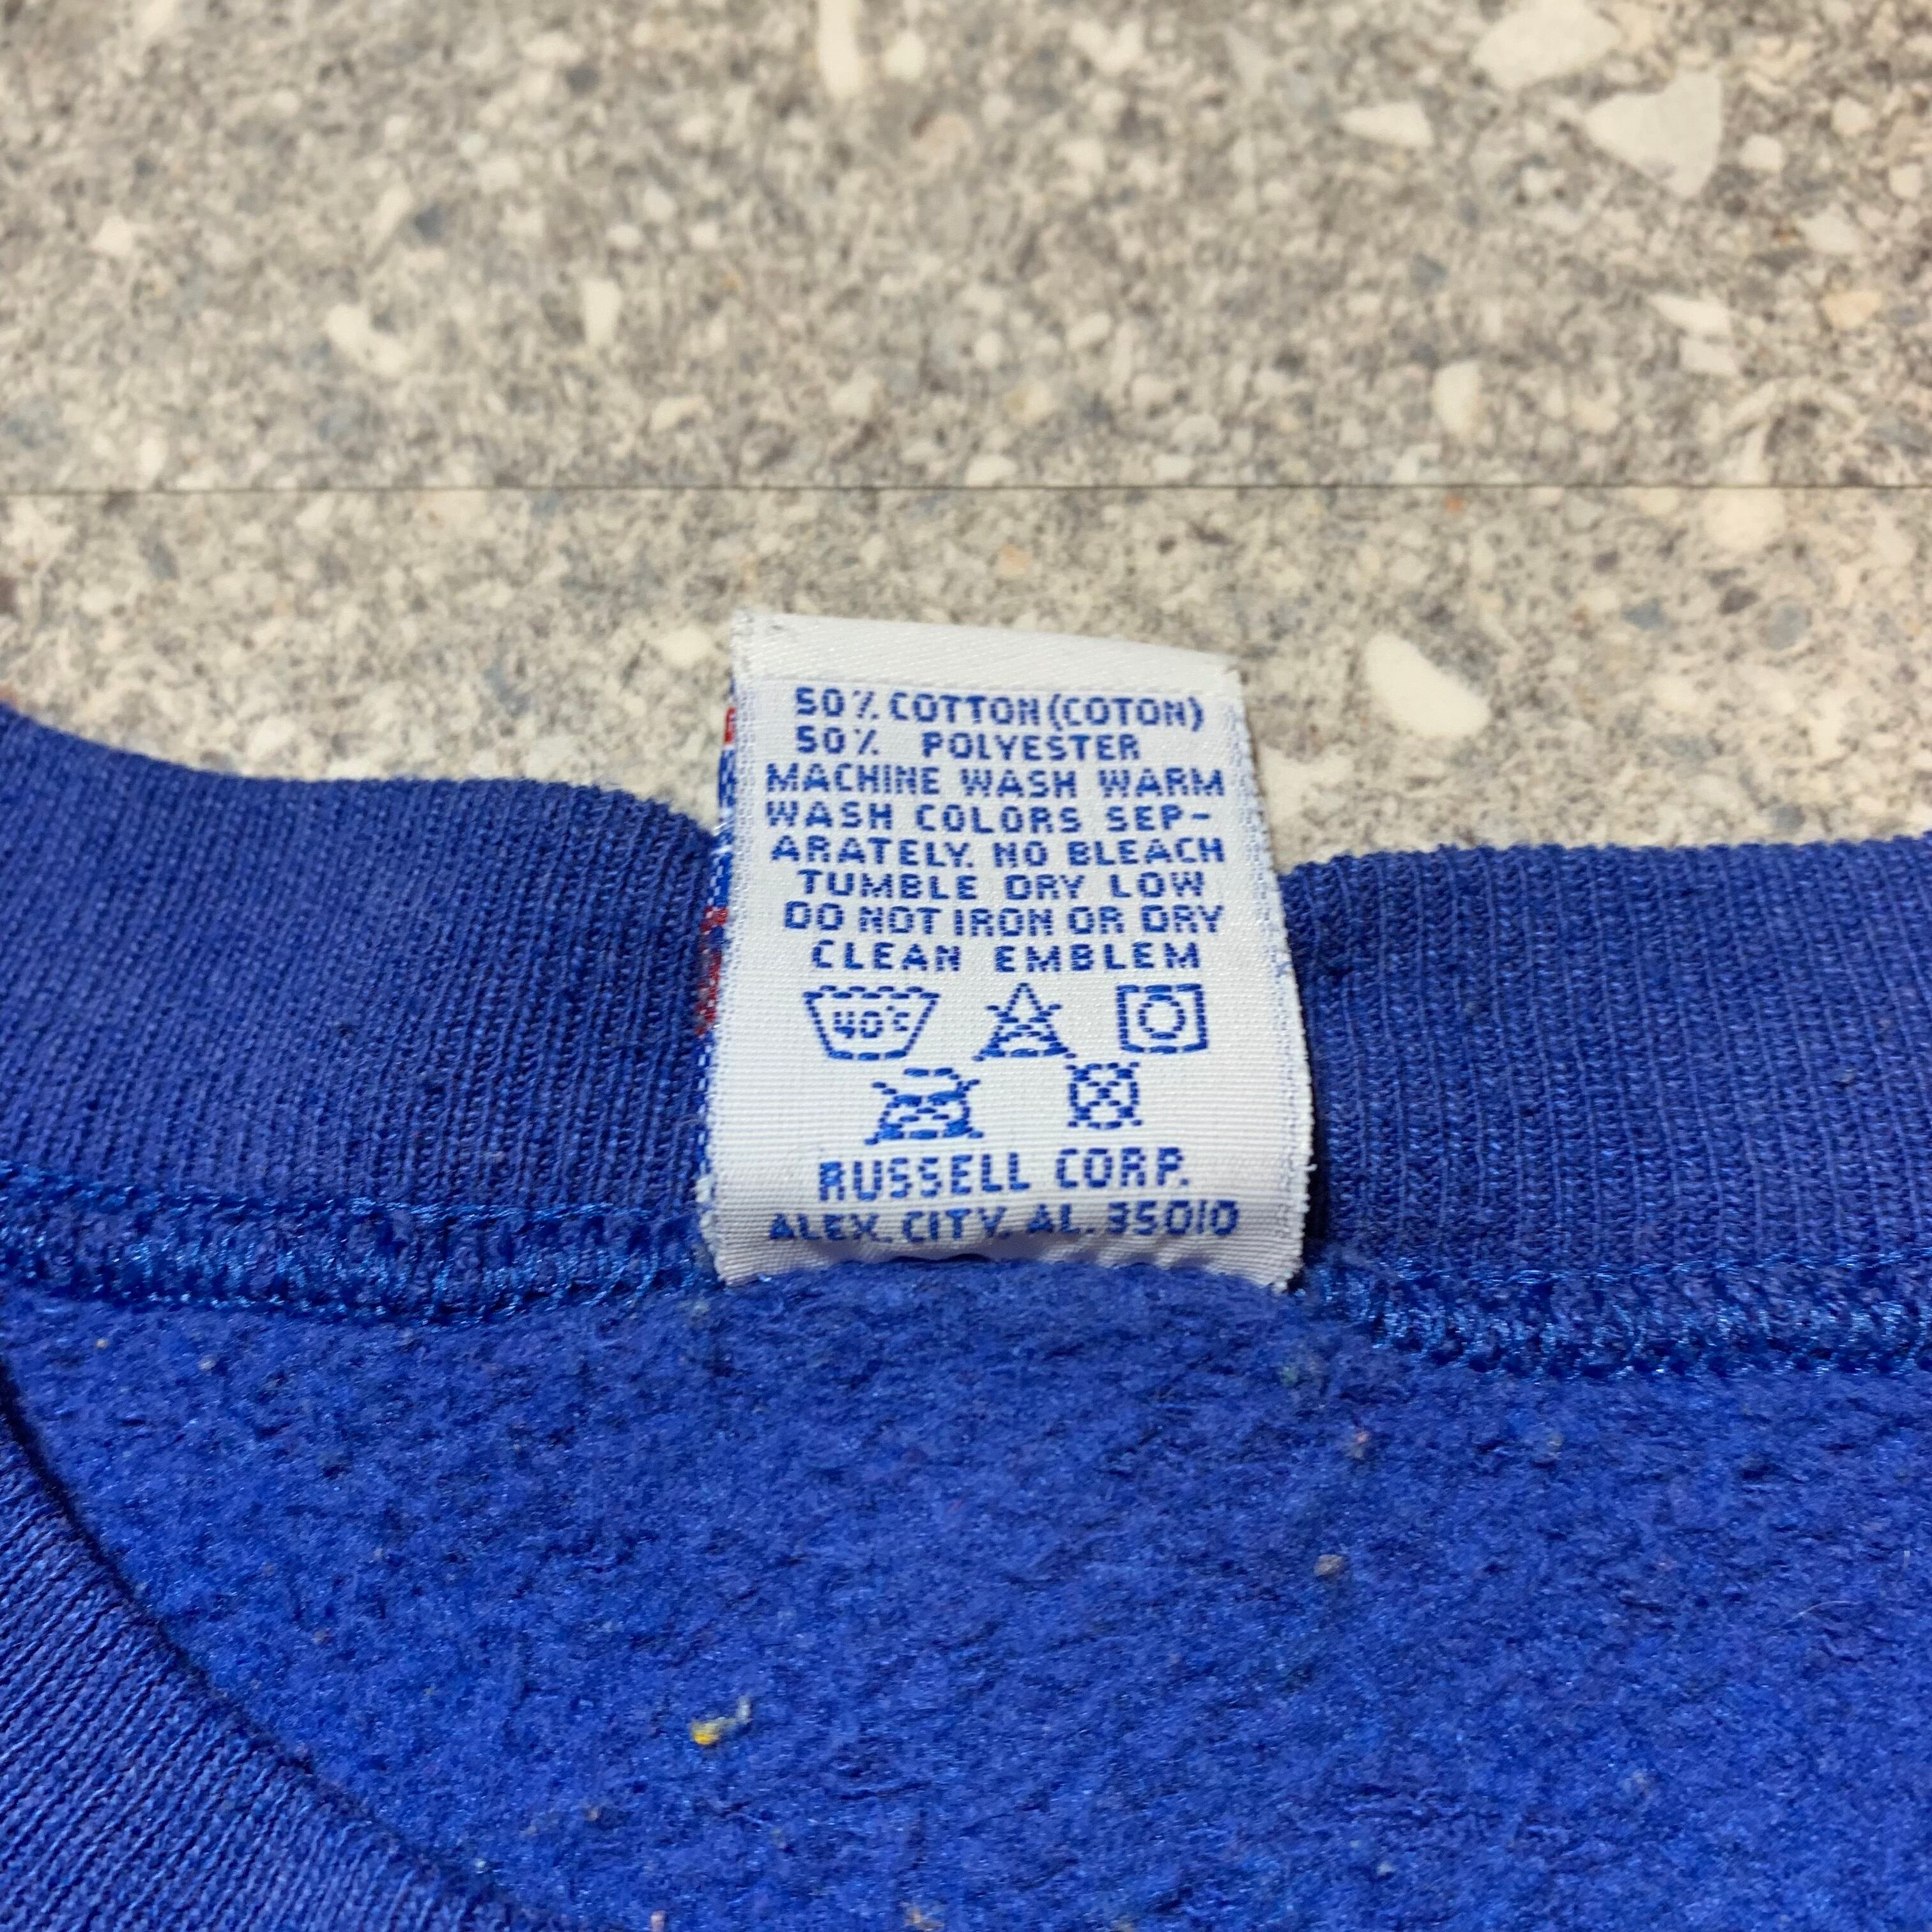 50% COTTON (COTON)
50% POLYESTER
MACHINE WASH WARM
WASH COLORS SEP-
ARATELY. NO BLEACH
TUMBLE DRY LOW
DO NOT IRON OR DRY
CLEAN EMBLEM
40°C
RUSSELL CORP.
ALEX. CITY, AL. 35010